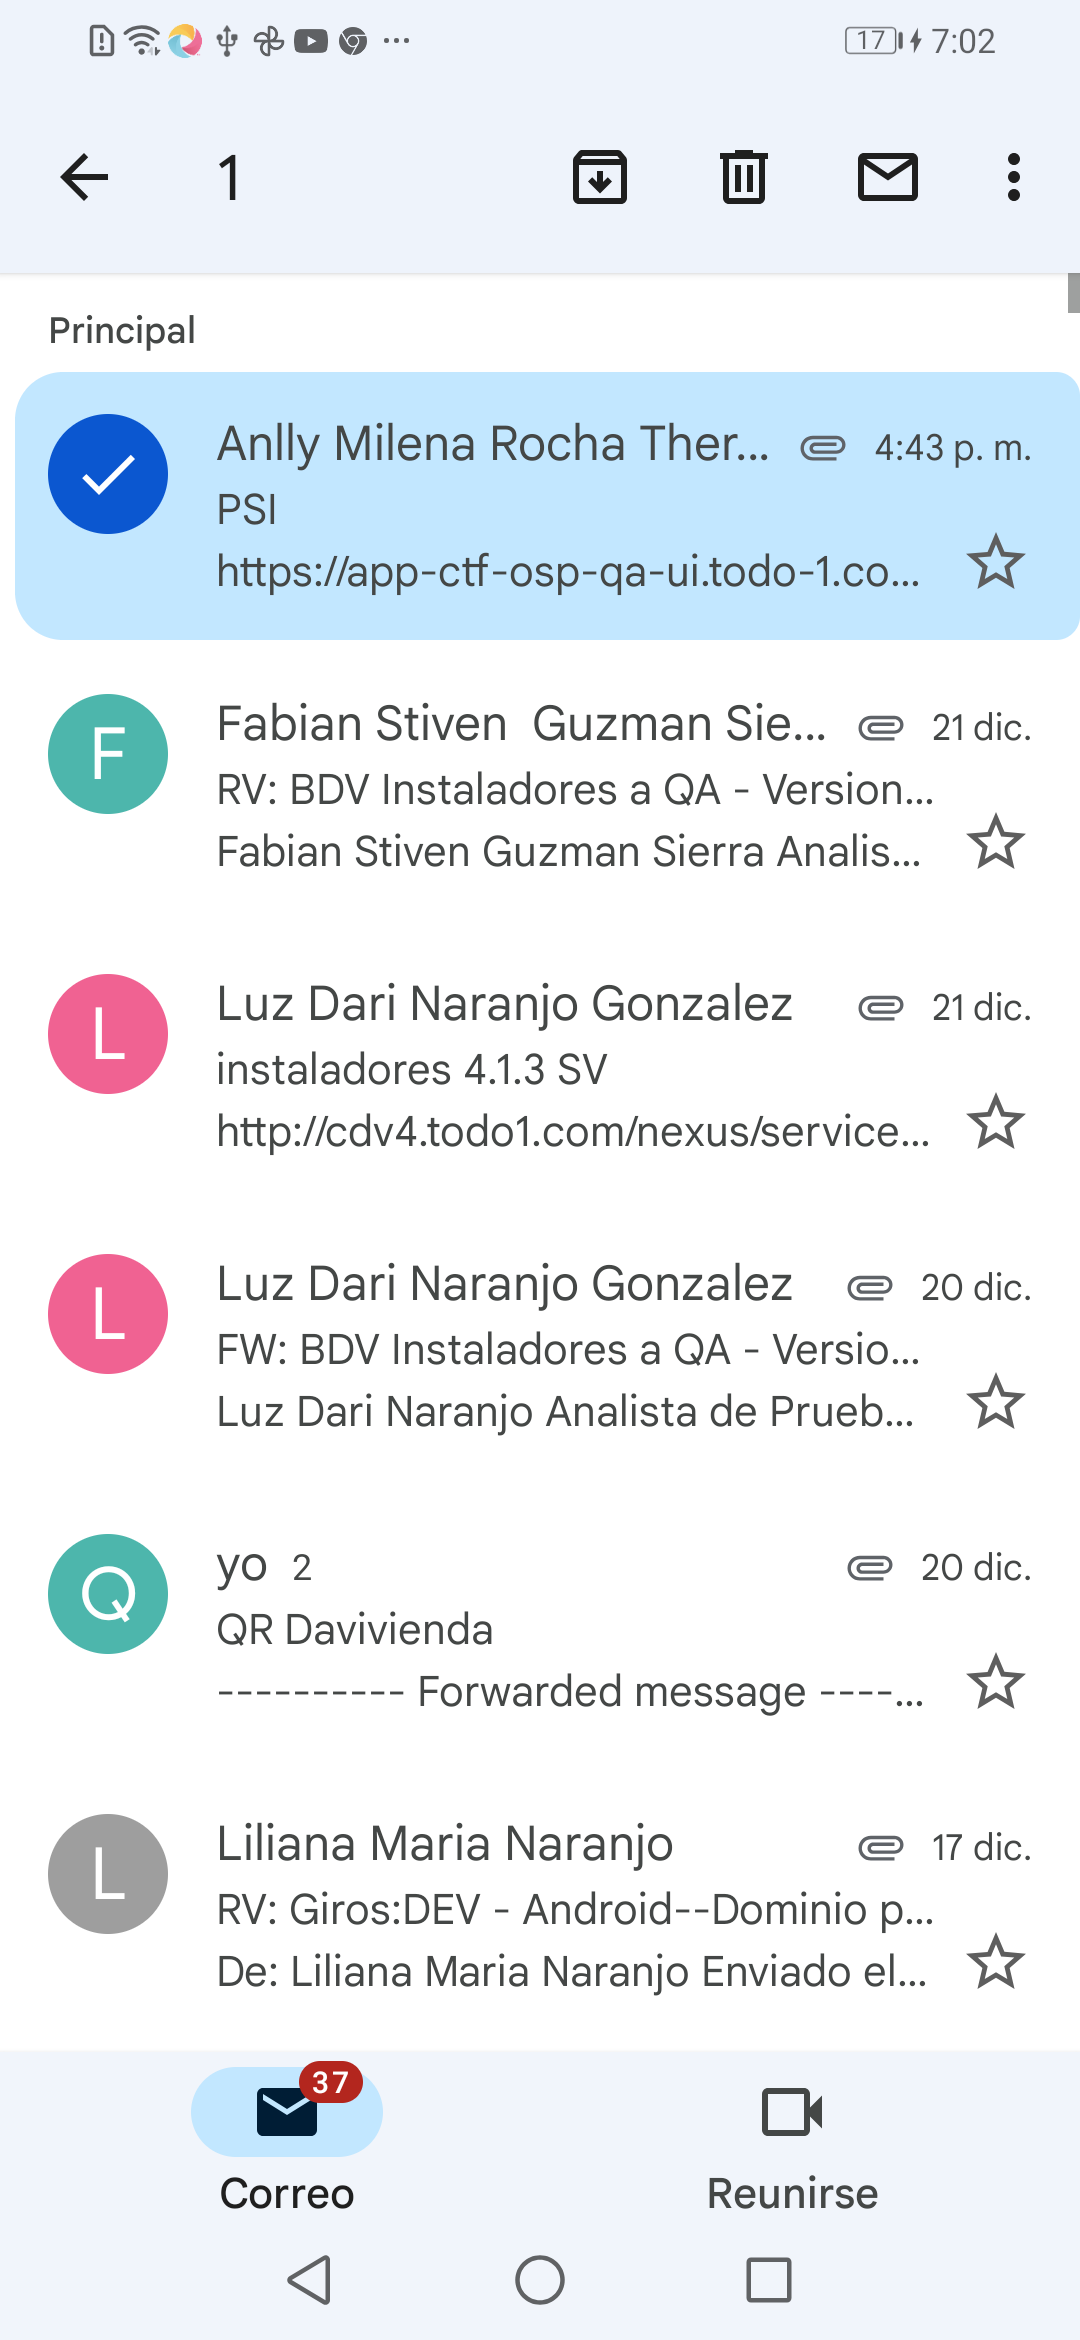 17 7:02
1
Principal
Anlly Milena Rocha Ther... 4:43 p. m.
PSI
https://app-ctf-osp-qa-ui.todo-1.co...
F
Fabian Stiven  Guzman Sie... 21 dic.
RV: BDV Instaladores a QA - Version...
Fabian Stiven Guzman Sierra Analis...
L
Luz Dari Naranjo Gonzalez 21 dic.
instaladores 4.1.3 SV
http://cdv4.todo1.com/nexus/service...
L
Luz Dari Naranjo Gonzalez 20 dic.
FW: BDV Instaladores a QA - Versio...
Luz Dari Naranjo Analista de Prueb...
Q
yo 2 20 dic.
QR Davivienda
---------- Forwarded message ----...
L
Liliana Maria Naranjo 17 dic.
RV: Giros:DEV - Android--Dominio p...
De: Liliana Maria Naranjo Enviado el...
37
Correo Reunirse